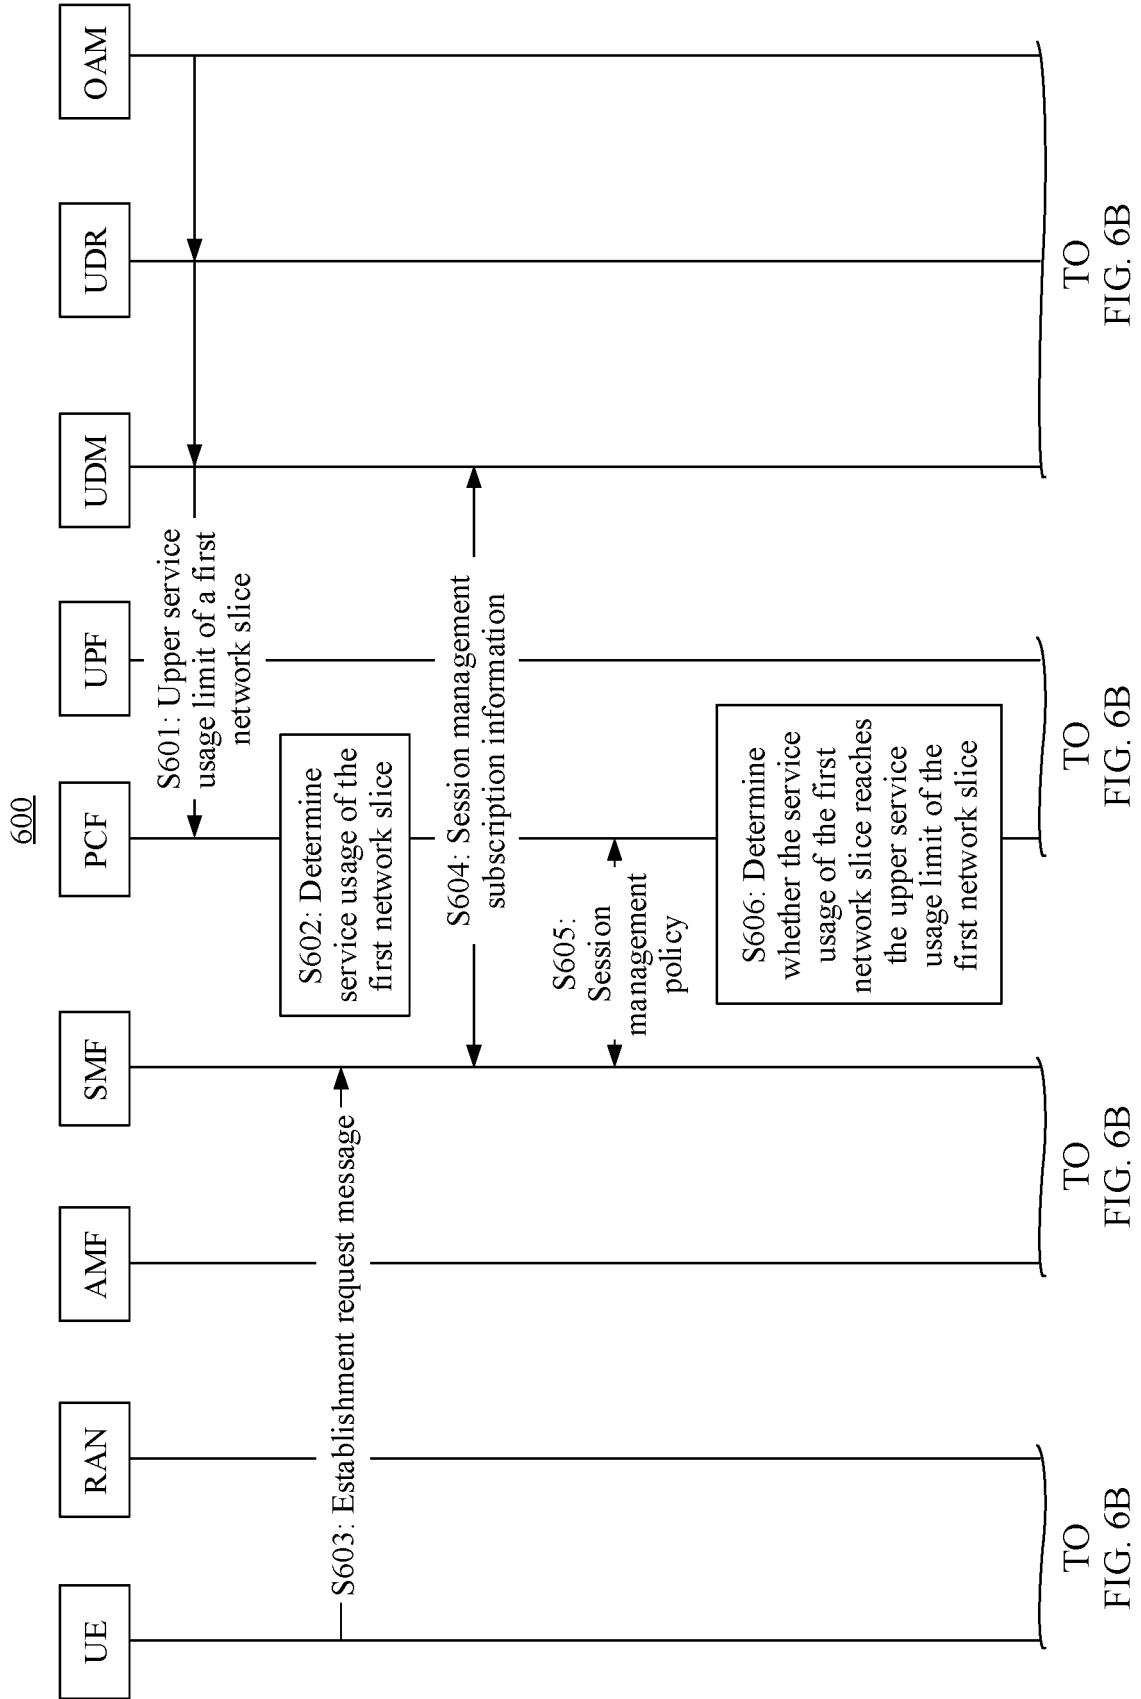 600
UE
RAN
AMF
SMF
PCF
UPF
UDM
UDR
OAM
S601: Upper service
usage limit of a first
network slice
S602: Determine
service usage of the
first network slice
S603: Establishment request message
S604: Session management
subscription information
S605:
Session
management
policy
S606: Determine
whether the service
usage of the first
network slice reaches
the upper service
usage limit of the
first network slice
TO
FIG. 6B
TO
FIG. 6B
TO
FIG. 6B
TO
FIG. 6B